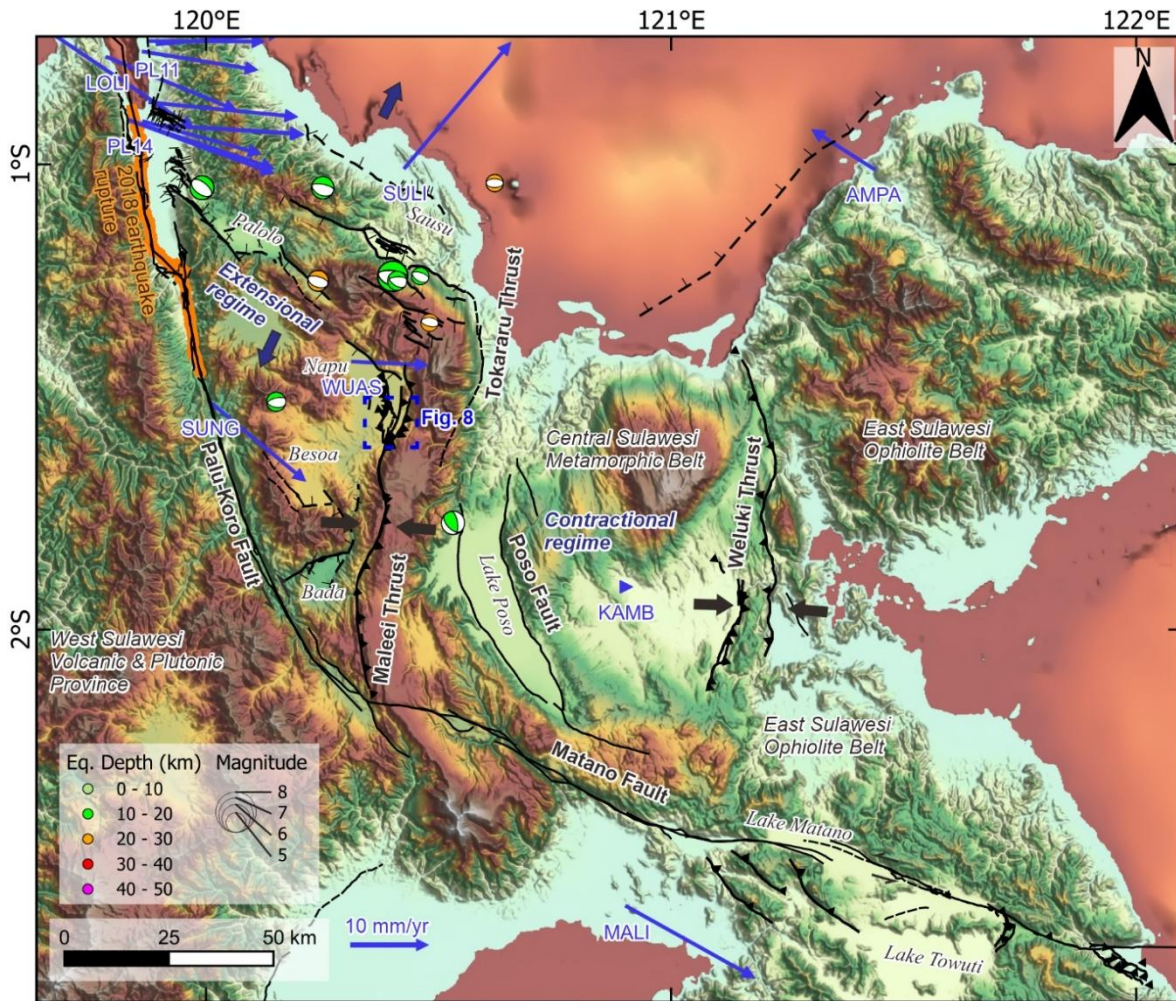 120°E
121°E
122°E
N
1°S
2°S
LOLI
PL11
PL14
2018 earthquake
rupture
SULI
Sausu
AMPA
Palolo
Extensional
regime
Tokararu Thrust
Napu
WUAS
Fig. 8
SUNG
Besoa
Central Sulawesi
Metamorphic Belt
East Sulawesi
Ophiolite Belt
Palu-Koro Fault
Contractional
regime
Weluki Thrust
Lake Poso
Poso Fault
Bada
Maleei Thrust
KAMB
West Sulawesi
Volcanic & Plutonic
Province
East Sulawesi
Ophiolite Belt
Matano Fault
Lake Matano
Eq. Depth (km)
Magnitude
0 - 10
10 - 20
20 - 30
30 - 40
40 - 50
8
7
6
5
10 mm/yr
0
25
50 km
MALI
Lake Towuti